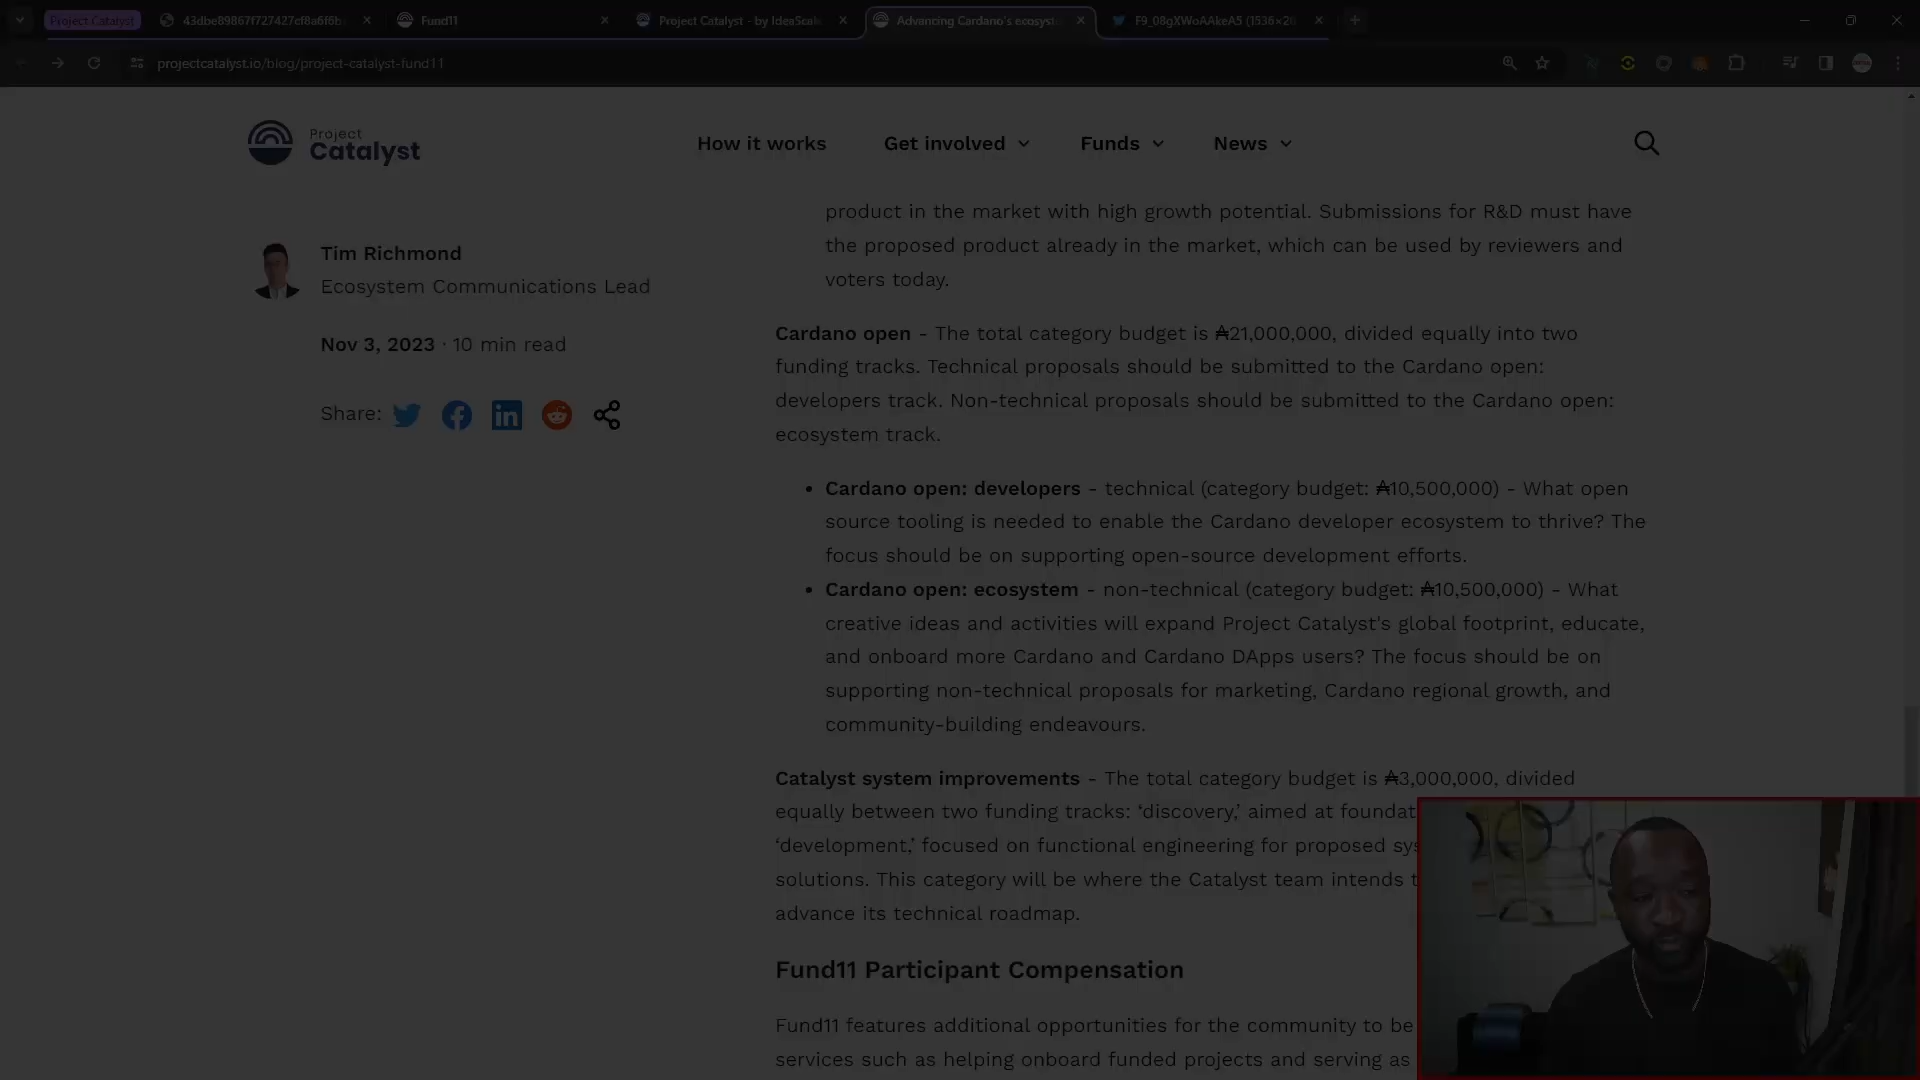 Project Catalyst
43dbe89867f727427cf8a6f6b
Fund11
Project Catalyst - by IdeaScale
Advancing Cardano's ecosyst
F9_08gXWoAAkeA5 (1536×20
projectcatalyst.io/blog/project-catalyst-fund11
Project
Catalyst
How it works
Get involved
Funds
News
Tim Richmond
Ecosystem Communications Lead
Nov 3, 2023 · 10 min read
Share:
product in the market with high growth potential. Submissions for R&D must have
the proposed product already in the market, which can be used by reviewers and
voters today.
Cardano open - The total category budget is ₳21,000,000, divided equally into two
funding tracks. Technical proposals should be submitted to the Cardano open:
developers track. Non-technical proposals should be submitted to the Cardano open:
ecosystem track.
• Cardano open: developers - technical (category budget: ₳10,500,000) - What open
source tooling is needed to enable the Cardano developer ecosystem to thrive? The
focus should be on supporting open-source development efforts.
• Cardano open: ecosystem - non-technical (category budget: ₳10,500,000) - What
creative ideas and activities will expand Project Catalyst's global footprint, educate,
and onboard more Cardano and Cardano DApps users? The focus should be on
supporting non-technical proposals for marketing, Cardano regional growth, and
community-building endeavours.
Catalyst system improvements - The total category budget is ₳3,000,000, divided
equally between two funding tracks: ‘discovery,’ aimed at foundat
‘development,’ focused on functional engineering for proposed sys
solutions. This category will be where the Catalyst team intends t
advance its technical roadmap.
Fund11 Participant Compensation
Fund11 features additional opportunities for the community to be
services such as helping onboard funded projects and serving as